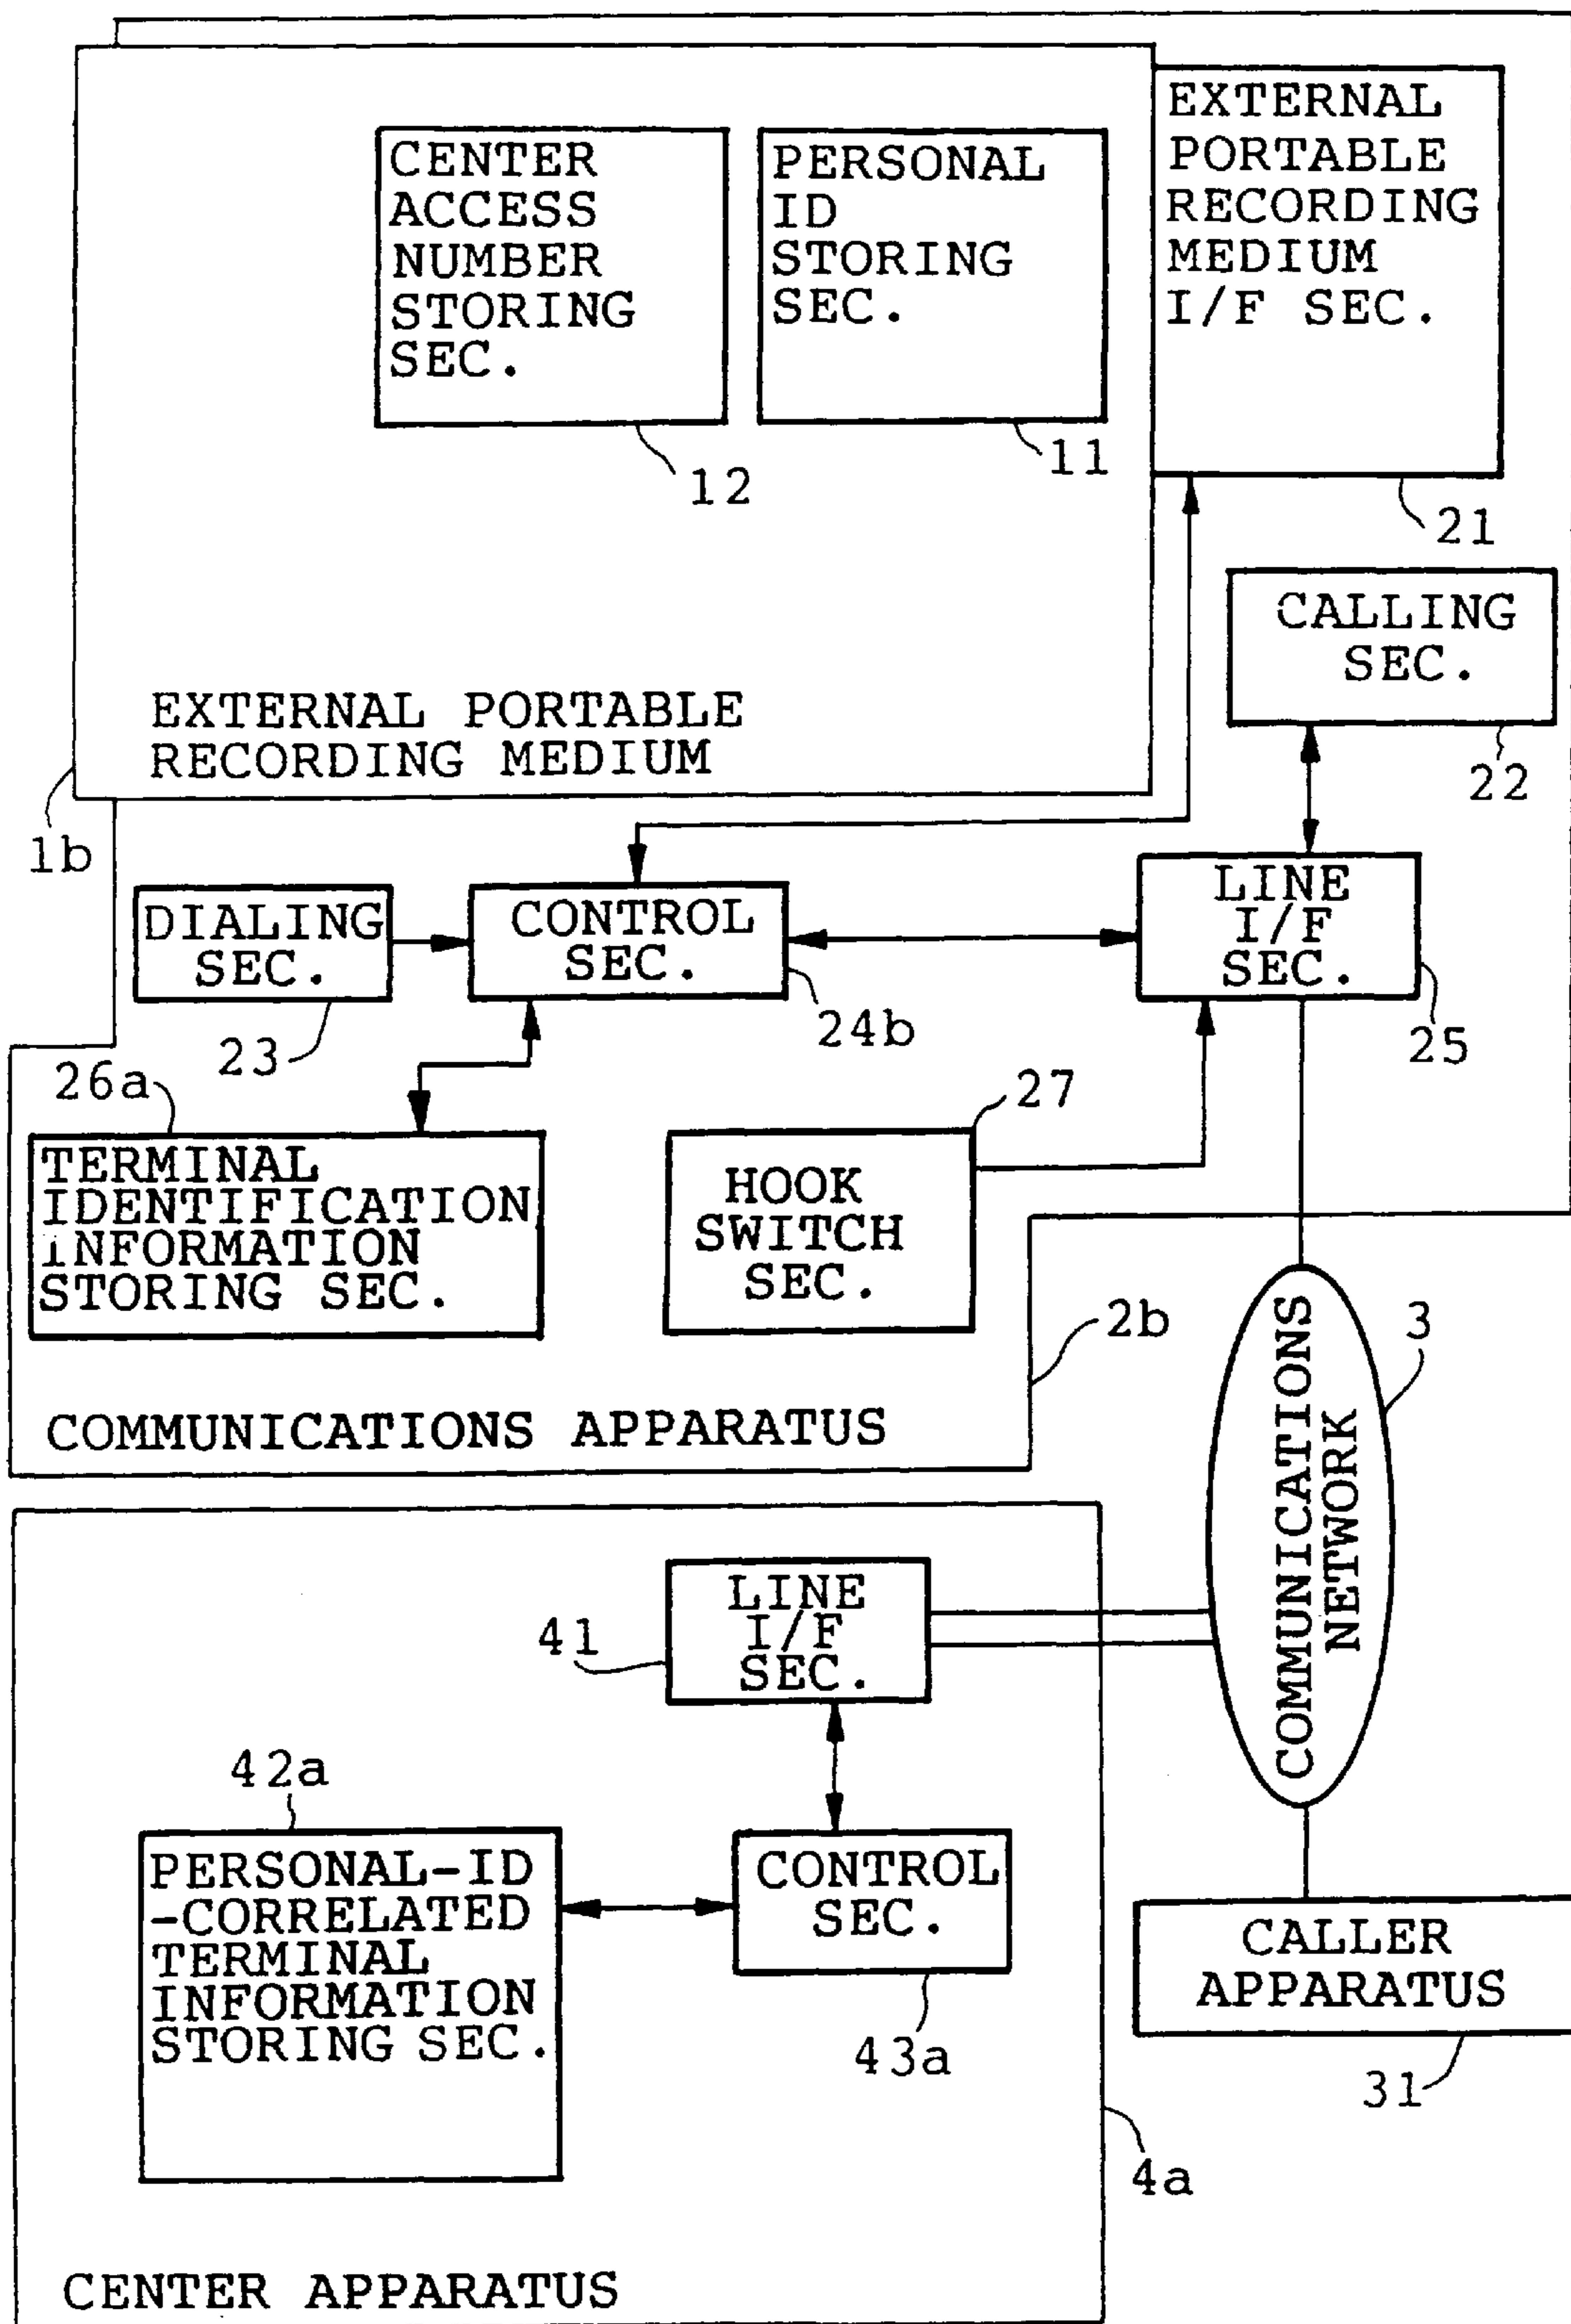 EXTERNAL
PORTABLE
RECORDING
MEDIUM
I/F SEC.
CENTER
ACCESS
NUMBER
STORING
SEC.
PERSONAL
ID
STORING
SEC.
12
11
21
CALLING
SEC.
22
EXTERNAL PORTABLE
RECORDING MEDIUM
1b
DIALING
SEC.
23
CONTROL
SEC.
24b
LINE
I/F
SEC.
25
26a
TERMINAL
IDENTIFICATION
INFORMATION
STORING SEC.
27
HOOK
SWITCH
SEC.
2b
COMMUNICATIONS APPARATUS
3
COMMUNICATIONS
NETWORK
LINE
I/F
SEC.
41
42a
PERSONAL-ID
-CORRELATED
TERMINAL
INFORMATION
STORING SEC.
CONTROL
SEC.
43a
CALLER
APPARATUS
31
4a
CENTER APPARATUS